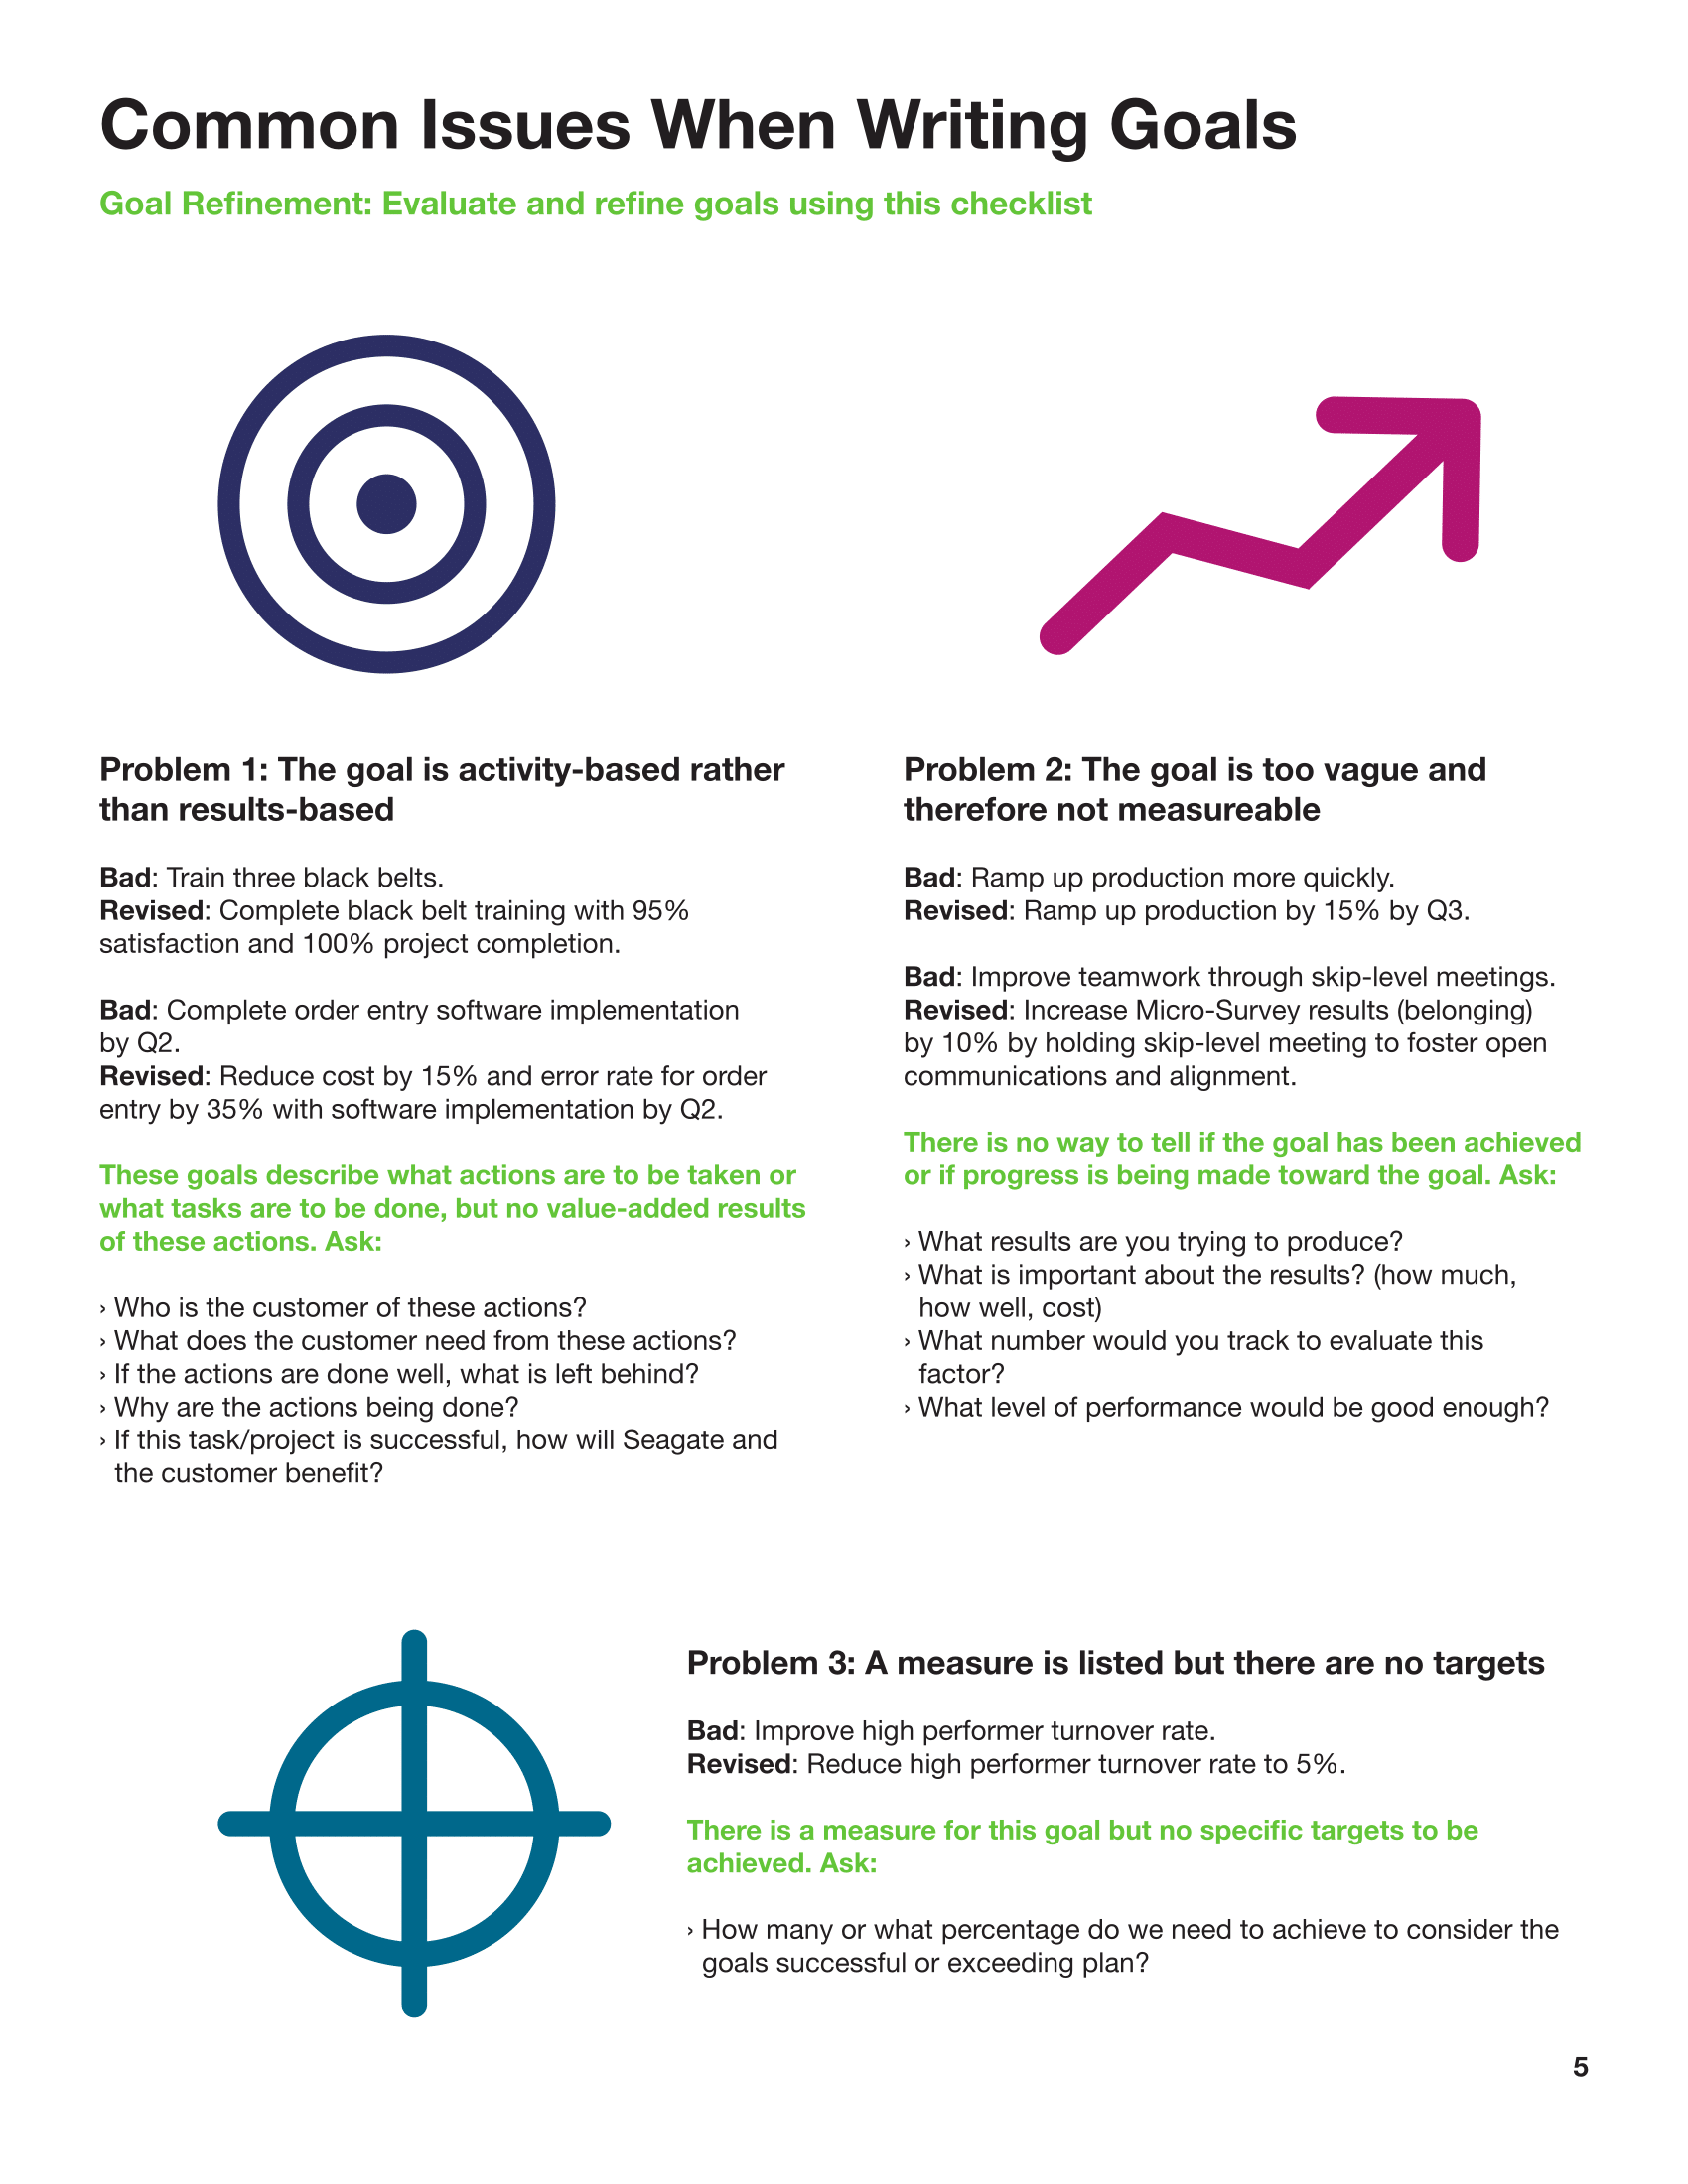 Common Issues When Writing Goals
Goal Refinement: Evaluate and refine goals using this checklist
Problem 1: The goal is activity-based rather
than results-based
Bad: Train three black belts.
Revised: Complete black belt training with 95%
satisfaction and 100% project completion.
Bad: Complete order entry software implementation
by Q2.
Revised: Reduce cost by 15% and error rate for order
entry by 35% with software implementation by Q2.
These goals describe what actions are to be taken or
what tasks are to be done, but no value-added results
of these actions. Ask:
› Who is the customer of these actions?
› What does the customer need from these actions?
› If the actions are done well, what is left behind?
› Why are the actions being done?
› If this task/project is successful, how will Seagate and
the customer benefit?
Problem 2: The goal is too vague and
therefore not measureable
Bad: Ramp up production more quickly.
Revised: Ramp up production by 15% by Q3.
Bad: Improve teamwork through skip-level meetings.
Revised: Increase Micro-Survey results (belonging)
by 10% by holding skip-level meeting to foster open
communications and alignment.
There is no way to tell if the goal has been achieved
or if progress is being made toward the goal. Ask:
› What results are you trying to produce?
› What is important about the results? (how much,
how well, cost)
› What number would you track to evaluate this
factor?
› What level of performance would be good enough?
Problem 3: A measure is listed but there are no targets
Bad: Improve high performer turnover rate.
Revised: Reduce high performer turnover rate to 5%.
There is a measure for this goal but no specific targets to be
achieved. Ask:
› How many or what percentage do we need to achieve to consider the
goals successful or exceeding plan?
5